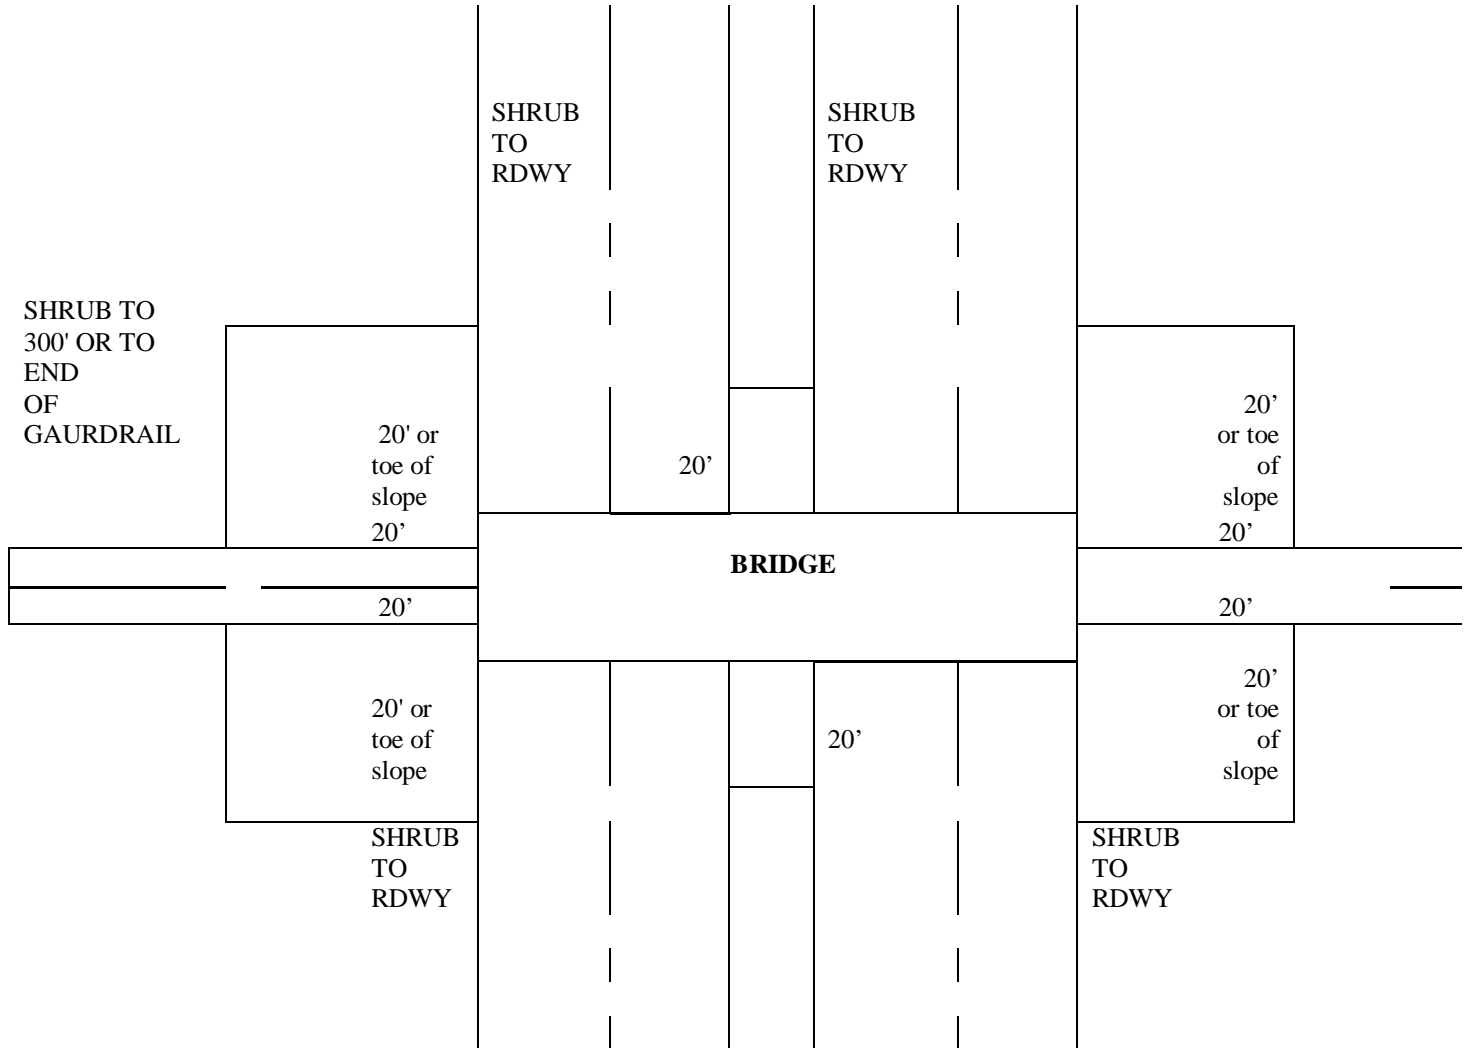 SHRUB
TO
RDWY
SHRUB
TO
RDWY
SHRUB TO
300' OR TO
END
OF
GAURDRAIL
20' or
toe of
slope
20’
20’
20’
or toe
of
slope
20’
BRIDGE
20’
20’
20' or
toe of
slope
20’
20’
or toe
of
slope
SHRUB
TO
RDWY
SHRUB
TO
RDWY